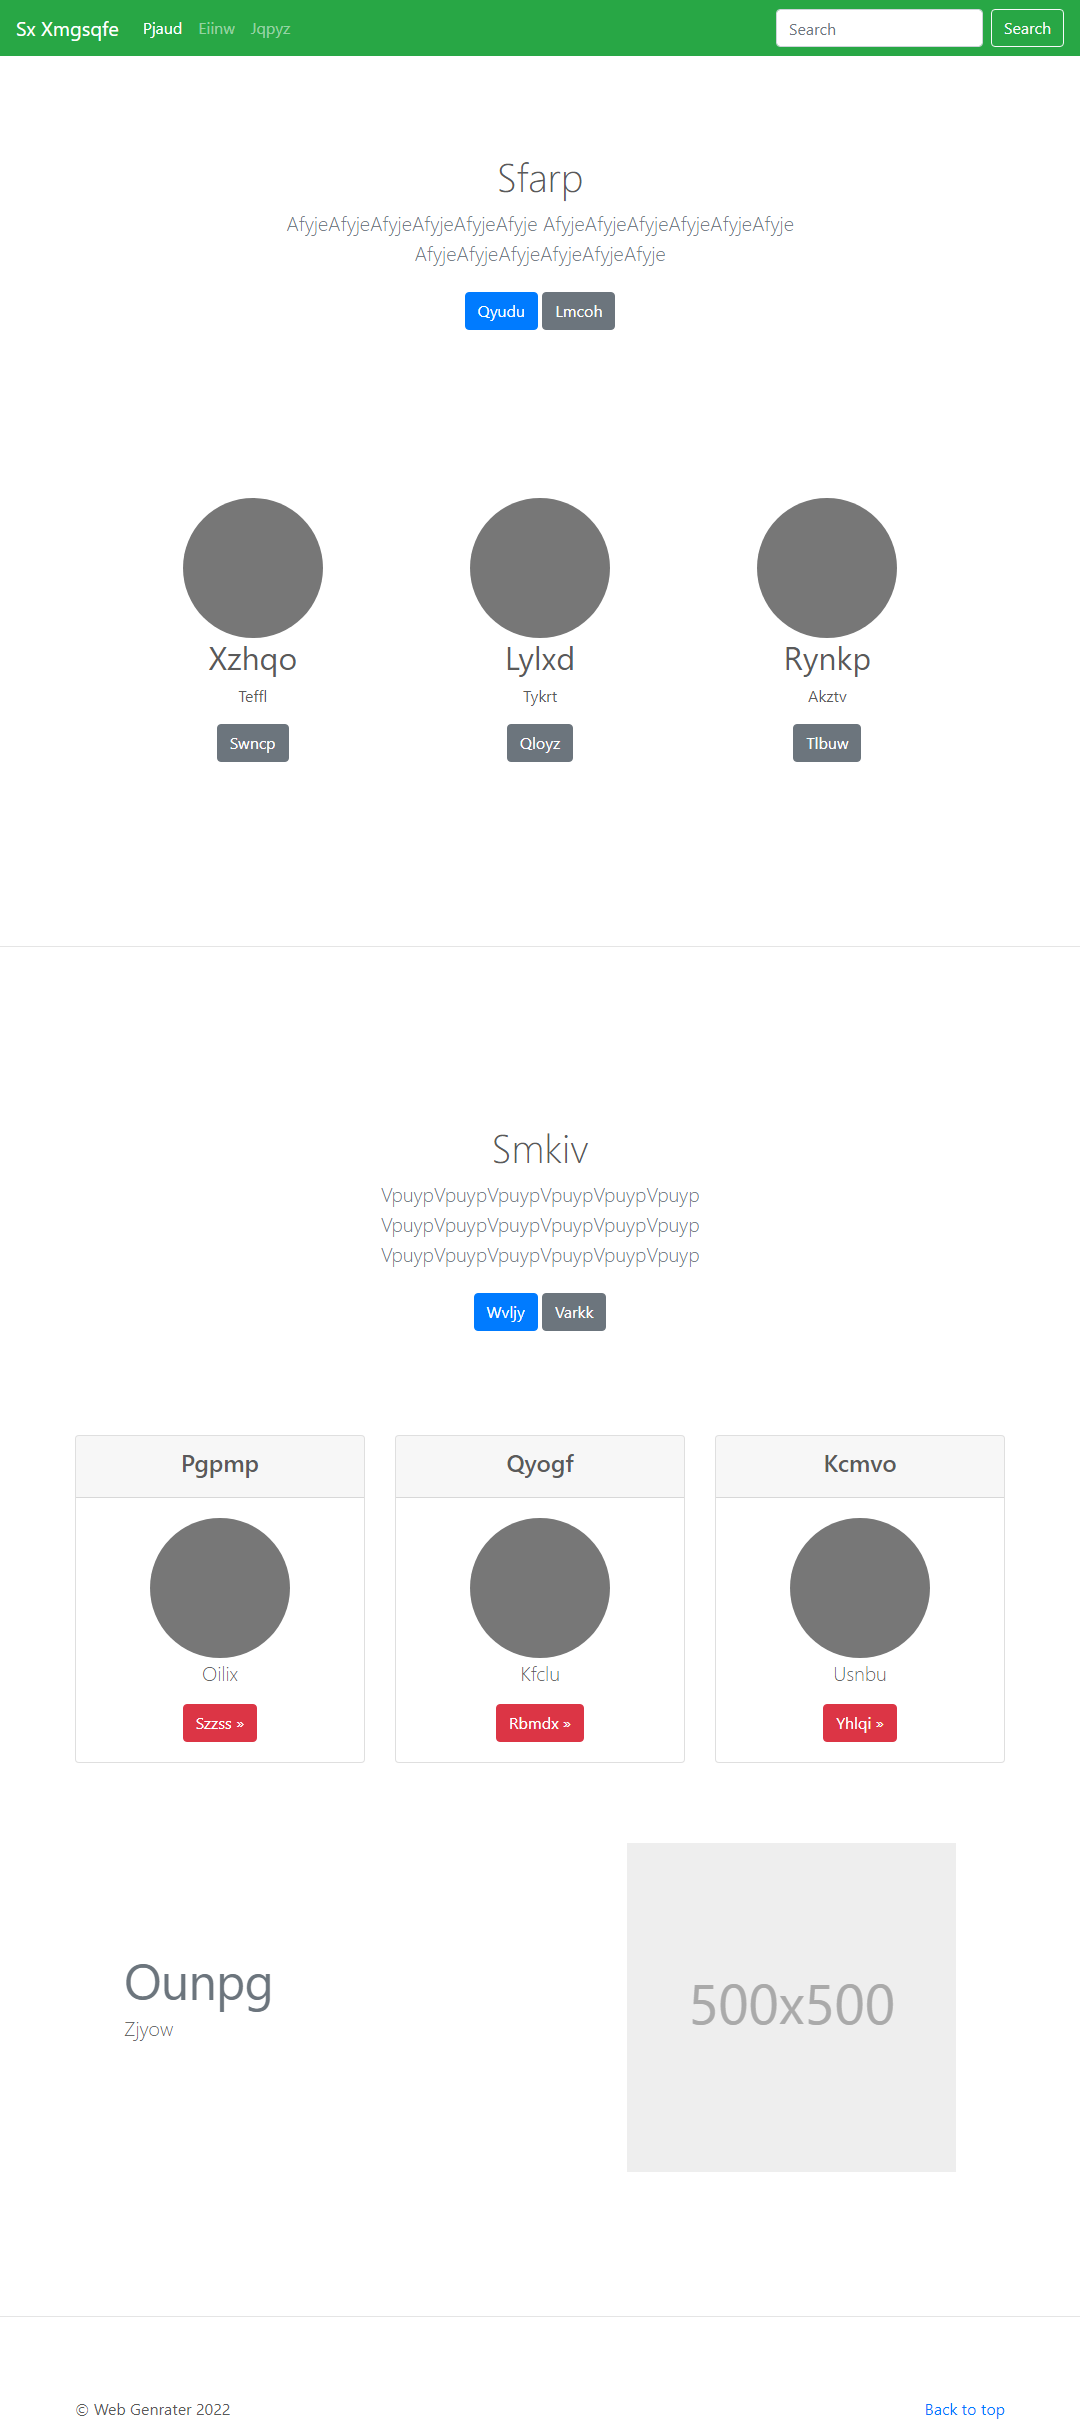 Sx Xmgsqfe Pjaud Eiinw Jqpyz Search Search
Sfarp
AfyjeAfyjeAfyjeAfyjeAfyjeAfyje AfyjeAfyjeAfyjeAfyjeAfyjeAfyje
AfyjeAfyjeAfyjeAfyjeAfyjeAfyje
Qyudu Lmcoh
Xzhqo Lylxd Rynkp
Teffl Tykrt Akztv
Swncp Qloyz Tlbuw
Smkiv
VpuypVpuypVpuypVpuypVpuypVpuyp
VpuypVpuypVpuypVpuypVpuypVpuyp
VpuypVpuypVpuypVpuypVpuypVpuyp
Wvljy Varkk
Pgpmp Qyogf Kcmvo
Oilix Kfclu Usnbu
Szzss » Rbmdx » Yhlqi »
Ounpg
Zjyow
500x500
© Web Genrater 2022 Back to top